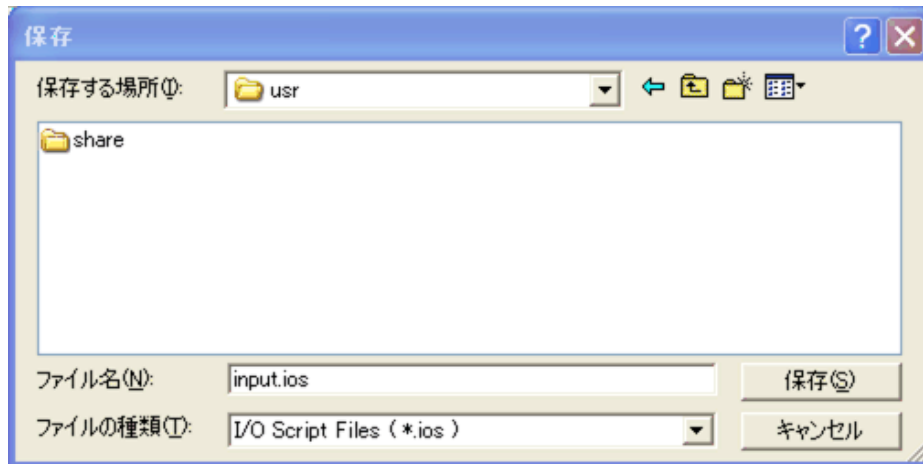 保存
保存する場所(I): usr
share
ファイル名(N): input.ios 保存(S)
ファイルの種類(T): I/O Script Files ( *.ios ) キャンセル